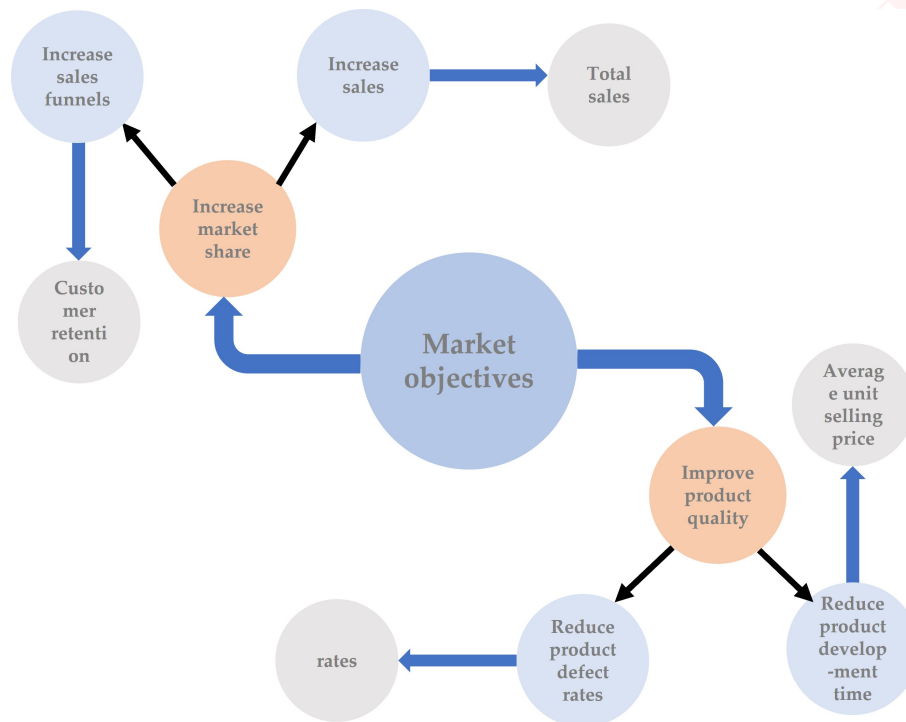 Increase
sales
funnels
Increase
sales
Total
sales
Increase
market
share
Custo
mer
retenti
on
Market
objectives
Averag
e unit
selling
price
Improve
product
quality
Reduce
product
defect
rates
Reduce
product
develop
-ment
time
rates